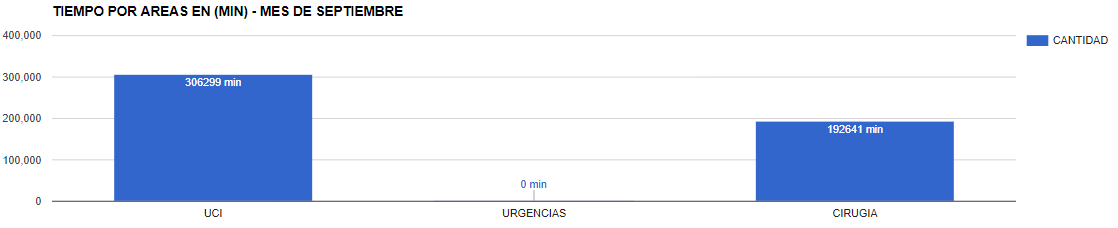 TIEMPO POR AREAS EN (MIN) - MES DE SEPTIEMBRE
400,000
CANTIDAD
300,000
306299 min
200,000
192641 min
100,000
0 min
0
UCI
URGENCIAS
CIRUGIA